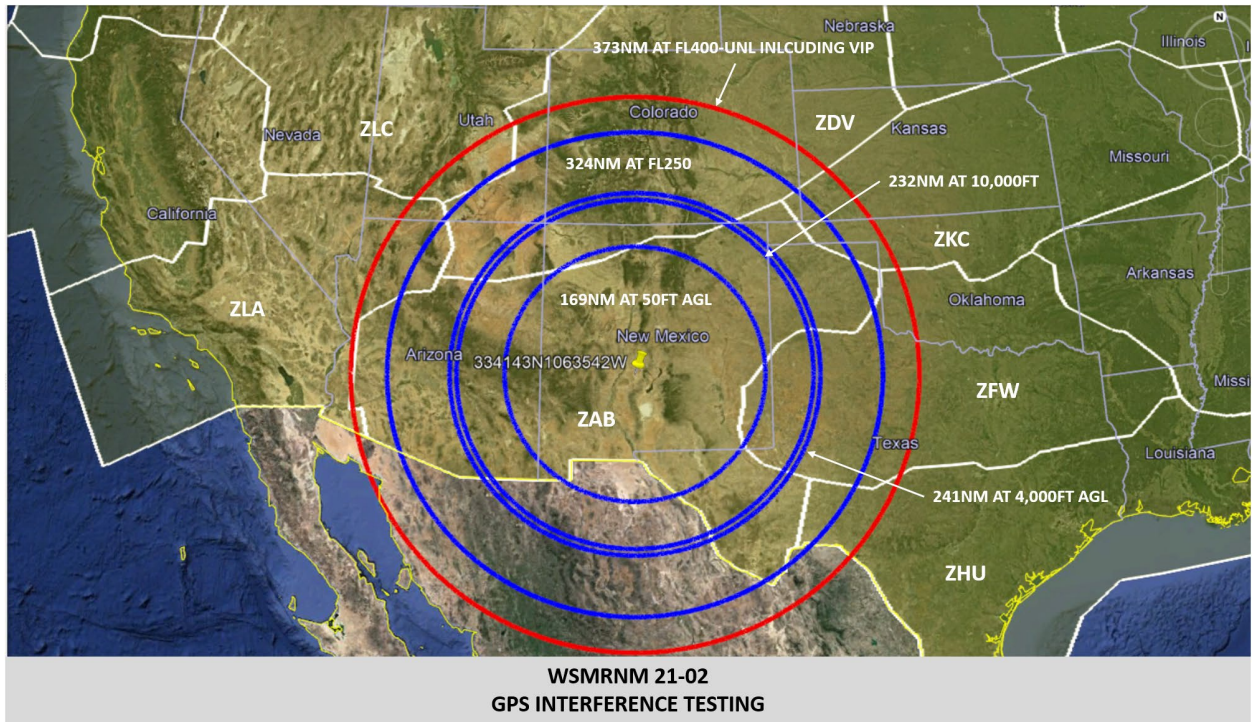 N
Nebraska
Illinois
373NM AT FL400-UNL INLCUDING VIP
Utah
Colorado
ZLC
Nevada
ZDV
Kansas
Missouri
324NM AT FL250
232NM AT 10,000FT
California
ZKC
Arkansas
169NM AT 50FT AGL
Oklahoma
ZLA
New Mexico
Arizona
334143N1063542W
Missi
ZFW
ZAB
Texas
Louisiana
241NM AT 4,000FT AGL
ZHU
WSMRNM 21-02
GPS INTERFERENCE TESTING